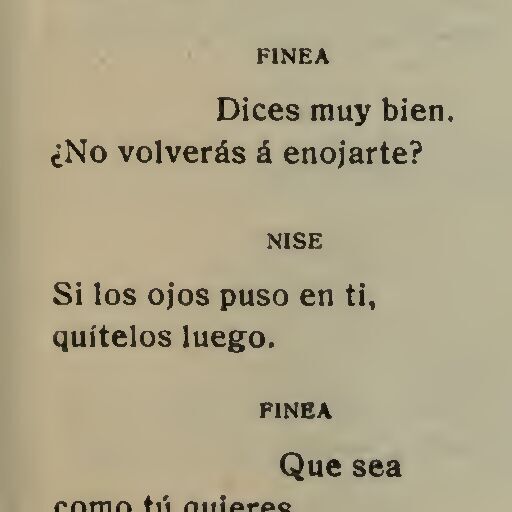 FINEA
Dices muy bien.
¿No volverás á enojarte?
NISE
Si los ojos puso en ti,
quítelos luego.
FINEA
Que sea
como tú quieres